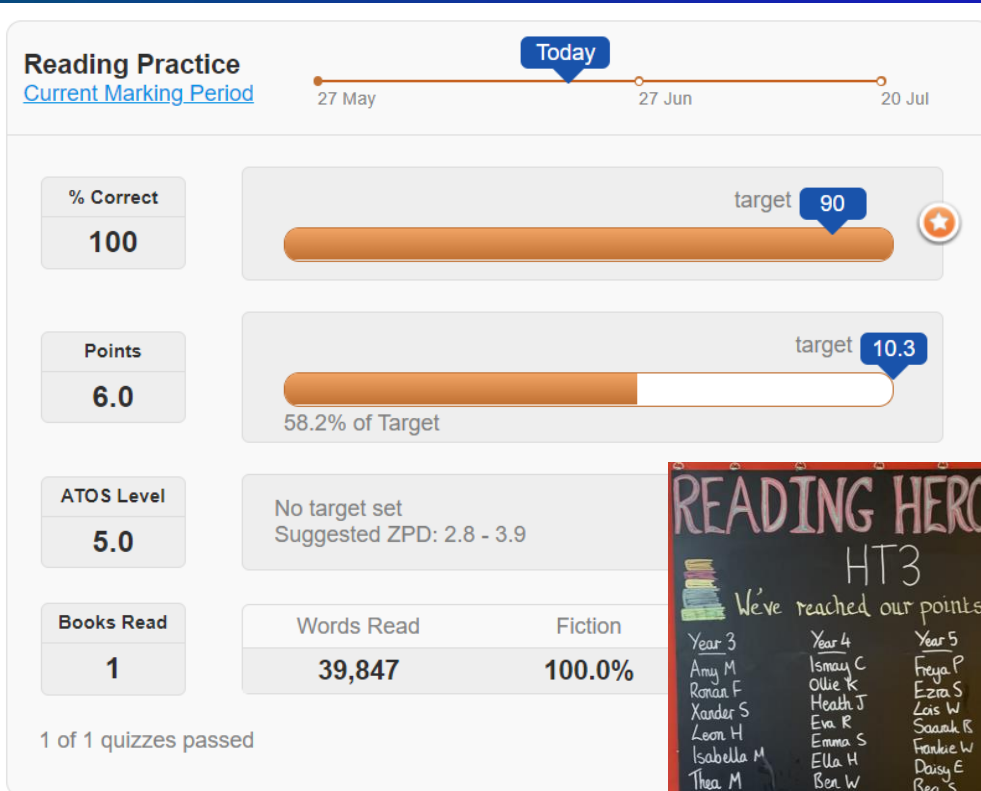 Reading Practice
Current Marking Period
Today
27 May
27 Jun
20 Jul
% Correct
100
target 90
Points
6.0
target 10.3
58.2% of Target
ATOS Level
5.0
No target set
Suggested ZPD: 2.8 - 3.9
Books Read
1
Words Read
39,847
Fiction
100.0%
1 of 1 quizzes passed
READING HERO
HT3
We've reached our points
Year 3
Amy M
Ronan F
Xander S
Leon H
Isabella M
Thea M
Year 4
Ismay C
Ollie K
Heath J
Eva R
Emma S
Ella H
Ben W
Year 5
Freya P
Ezra S
Lois W
Saarah B
Frankie W
Daisy E
Bea S